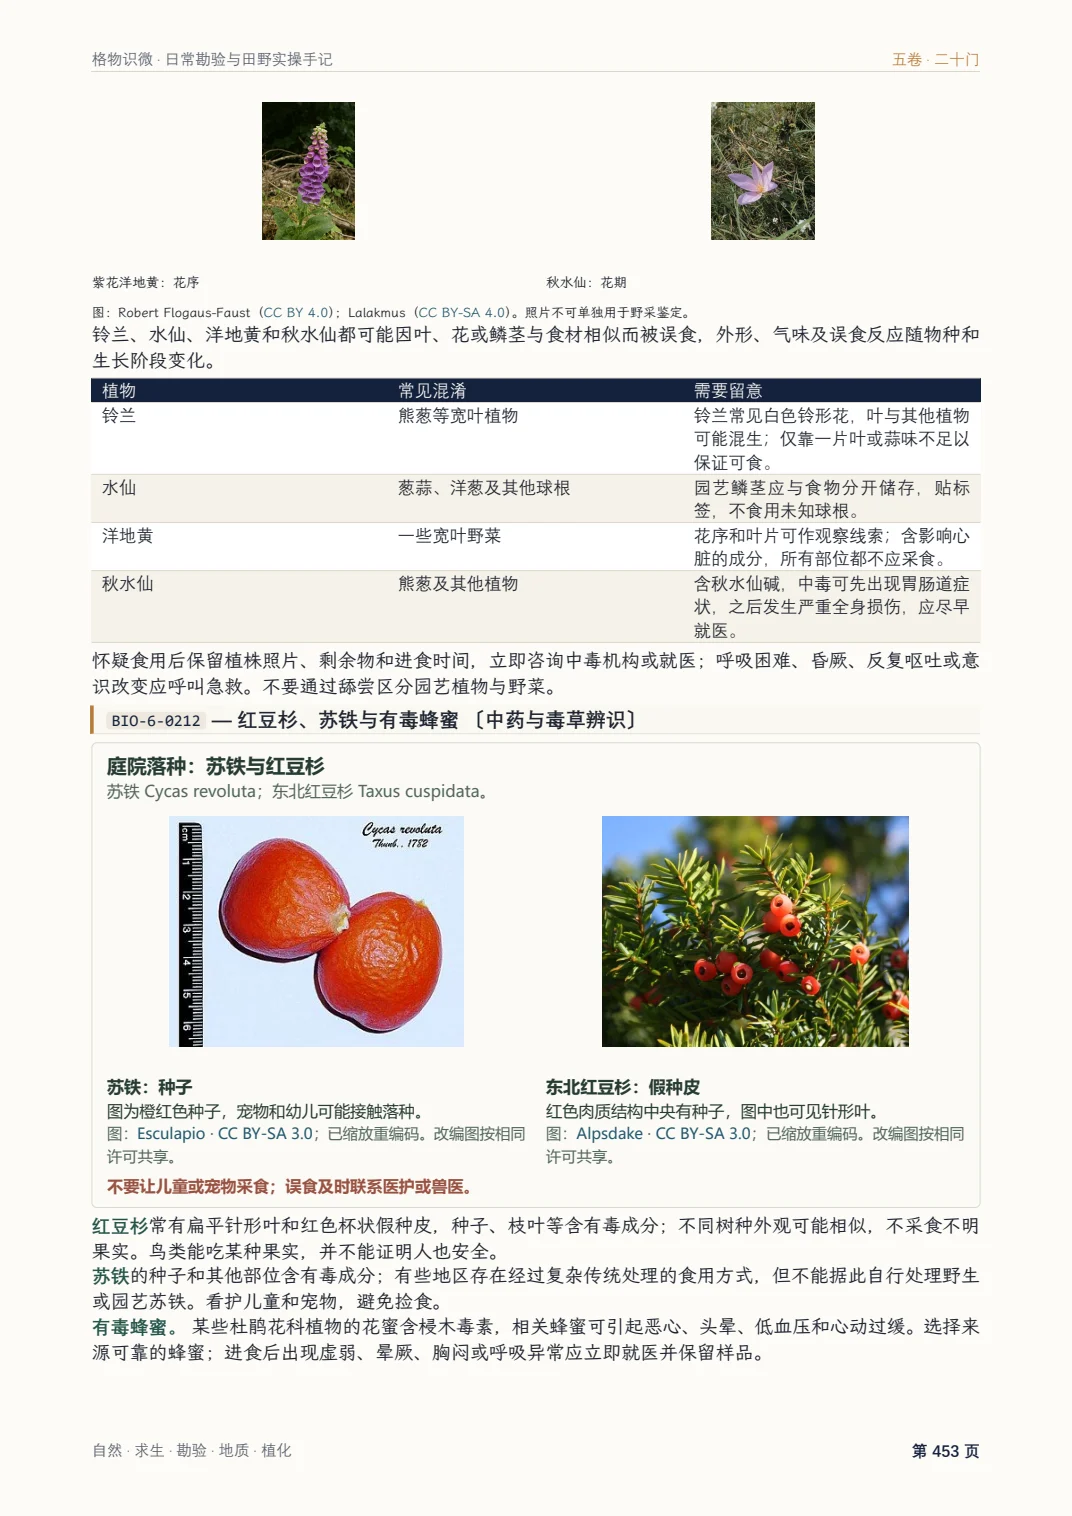 格物识微 · 日常勘验与田野实操手记
五卷 · 二十门
紫花洋地黄：花序
秋水仙：花期
图：Robert Flogaus-Faust（CC BY 4.0）；Lalakmus（CC BY-SA 4.0）。照片不可单独用于野采鉴定。
铃兰、水仙、洋地黄和秋水仙都可能因叶、花或鳞茎与食材相似而被误食，外形、气味及误食反应随物种和
生长阶段变化。
植物 常见混淆 需要留意
铃兰 熊葱等宽叶植物 铃兰常见白色铃形花，叶与其他植物
可能混生；仅靠一片叶或蒜味不足以
保证可食。
水仙 葱蒜、洋葱及其他球根 园艺鳞茎应与食物分开储存，贴标
签，不食用未知球根。
洋地黄 一些宽叶野菜 花序和叶片可作观察线索；含影响心
脏的成分，所有部位都不应采食。
秋水仙 熊葱及其他植物 含秋水仙碱，中毒可先出现胃肠道症
状，之后发生严重全身损伤，应尽早
就医。
怀疑食用后保留植株照片、剩余物和进食时间，立即咨询中毒机构或就医；呼吸困难、昏厥、反复呕吐或意
识改变应呼叫急救。不要通过舔尝区分园艺植物与野菜。
BIO-6-0212 — 红豆杉、苏铁与有毒蜂蜜 〔中药与毒草辨识〕
庭院落种：苏铁与红豆杉
苏铁 Cycas revoluta；东北红豆杉 Taxus cuspidata。
Cycas revoluta
Thunb., 1782
cm
1
2
3
4
5
6
苏铁：种子
图为橙红色种子，宠物和幼儿可能接触落种。
图：Esculapio · CC BY-SA 3.0；已缩放重编码。改编图按相同
许可共享。
东北红豆杉：假种皮
红色肉质结构中央有种子，图中也可见针形叶。
图：Alpsdake · CC BY-SA 3.0；已缩放重编码。改编图按相同
许可共享。
不要让儿童或宠物采食；误食及时联系医护或兽医。
红豆杉常有扁平针形叶和红色杯状假种皮，种子、枝叶等含有毒成分；不同树种外观可能相似，不采食不明
果实。鸟类能吃某种果实，并不能证明人也安全。
苏铁的种子和其他部位含有毒成分；有些地区存在经过复杂传统处理的食用方式，但不能据此自行处理野生
或园艺苏铁。看护儿童和宠物，避免捡食。
有毒蜂蜜。 某些杜鹃花科植物的花蜜含梫木毒素，相关蜂蜜可引起恶心、头晕、低血压和心动过缓。选择来
源可靠的蜂蜜；进食后出现虚弱、晕厥、胸闷或呼吸异常应立即就医并保留样品。
自然 · 求生 · 勘验 · 地质 · 植化
第 453 页